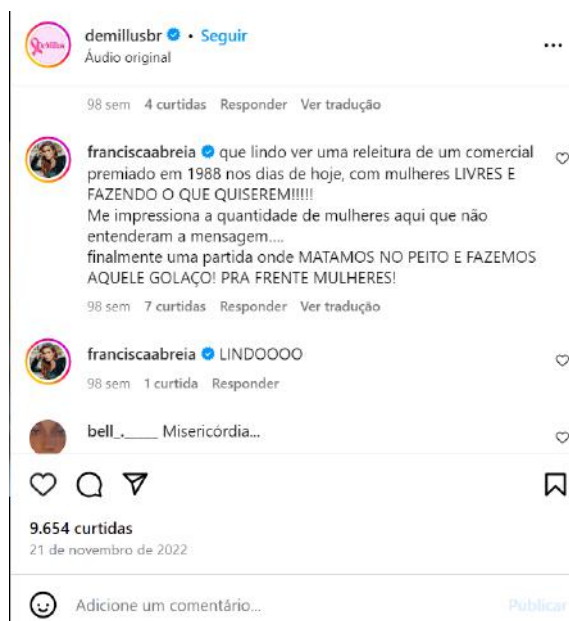 demillusbr • Seguir
Áudio original
98 sem 4 curtidas Responder Ver tradução
franciscaabreia que lindo ver uma releitura de um comercial
premiado em 1988 nos dias de hoje, com mulheres LIVRES E
FAZENDO O QUE QUISEREM!!!!!
Me impressiona a quantidade de mulheres aqui que não
entenderam a mensagem....
finalmente uma partida onde MATAMOS NO PEITO E FAZEMOS
AQUELE GOLAÇO! PRA FRENTE MULHERES!
98 sem 7 curtidas Responder Ver tradução
franciscaabreia LINDOOOO
98 sem 1 curtida Responder
bell_._____ Misericórdia...
9.654 curtidas
21 de novembro de 2022
Adicione um comentário... Publicar